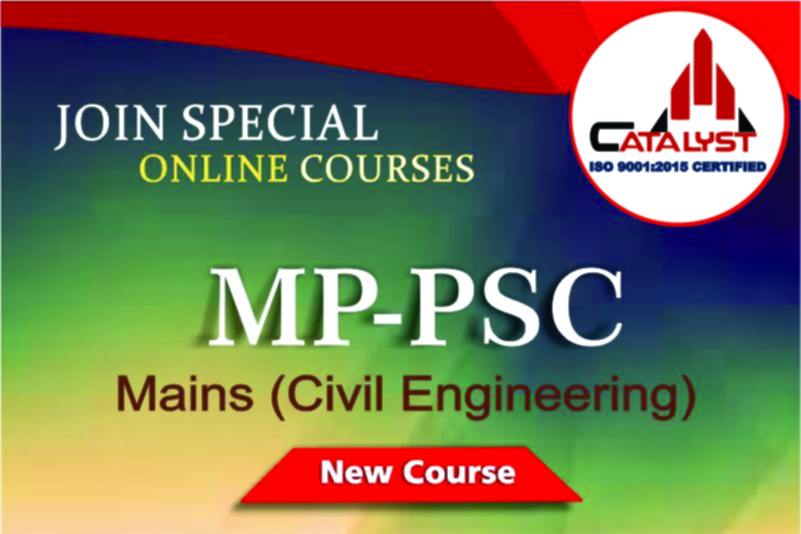 JOIN SPECIAL
ONLINE COURSES
CATALYST
ISO 9001:2015 CERTIFIED
MP-PSC
Mains (Civil Engineering)
New Course